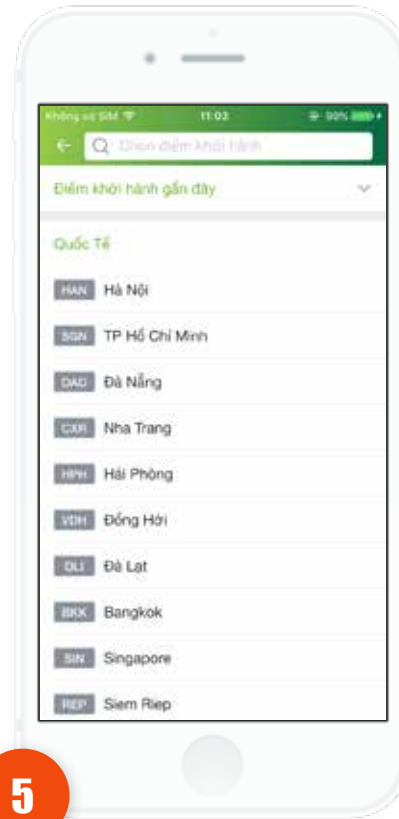 Không có SIM 11:02 90%
Chọn điểm khởi hành
Điểm khởi hành gần đây
Quốc Tế
HAN Hà Nội
SGN TP Hồ Chí Minh
DAD Đà Nẵng
CXR Nha Trang
HPH Hải Phòng
VDH Đồng Hới
DLI Đà Lạt
BKK Bangkok
SIN Singapore
REP Siem Riep
5